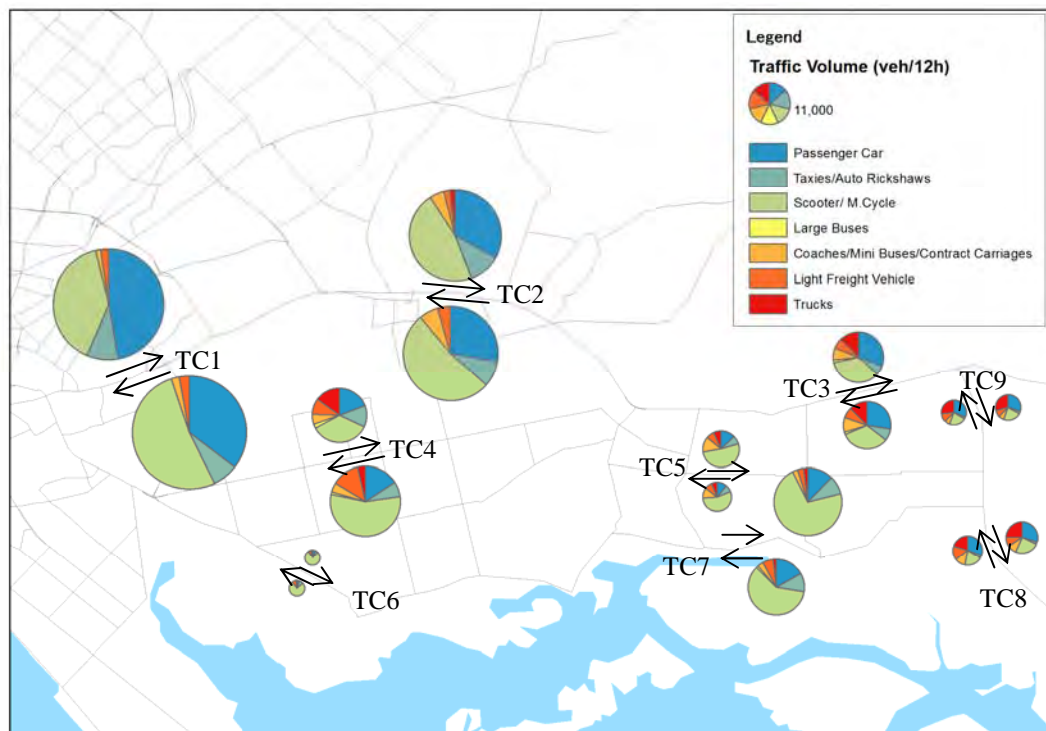 Legend
Traffic Volume (veh/12h)
11,000
Passenger Car
Taxies/Auto Rickshaws
Scooter/ M.Cycle
Large Buses
Coaches/Mini Buses/Contract Carriages
Light Freight Vehicle
Trucks
TC2
TC1
TC3
TC9
TC4
TC5
TC7
TC6
TC8